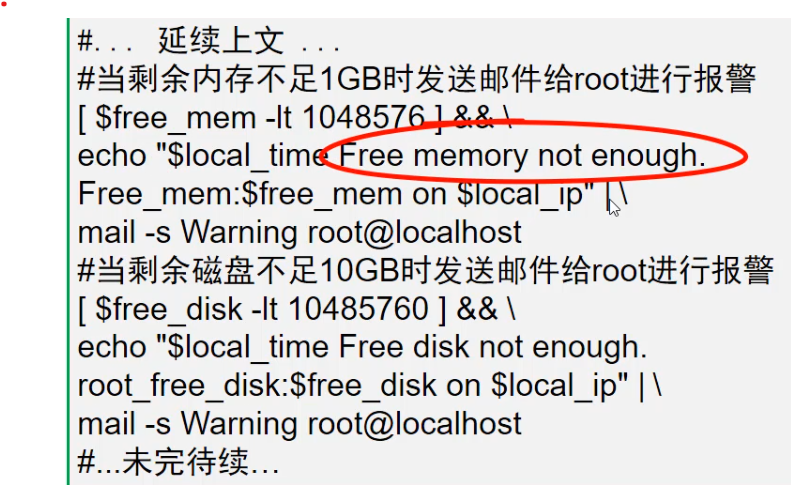 #... 延续上文 ...
#当剩余内存不足1GB时发送邮件给root进行报警
[ $free_mem -lt 1048576 ] && \
echo "$local_time Free memory not enough.
Free_mem:$free_mem on $local_ip" | \
mail -s Warning root@localhost
#当剩余磁盘不足10GB时发送邮件给root进行报警
[ $free_disk -lt 10485760 ] && \
echo "$local_time Free disk not enough.
root_free_disk:$free_disk on $local_ip" | \
mail -s Warning root@localhost
#...未完待续...